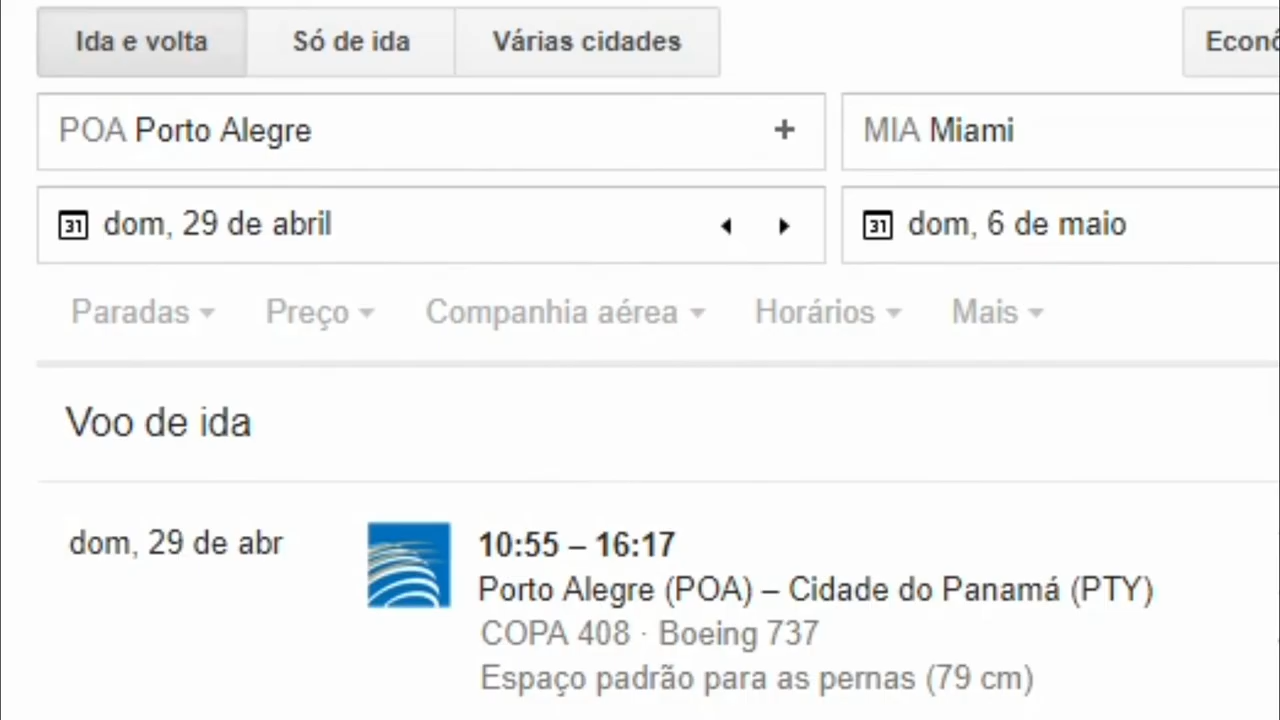 Ida e volta Só de ida Várias cidades
POA Porto Alegre + MIA Miami
31 dom, 29 de abril 31 dom, 6 de maio
Paradas Preço Companhia aérea Horários Mais
Voo de ida
dom, 29 de abr 10:55 – 16:17
Porto Alegre (POA) – Cidade do Panamá (PTY)
COPA 408 · Boeing 737
Espaço padrão para as pernas (79 cm)